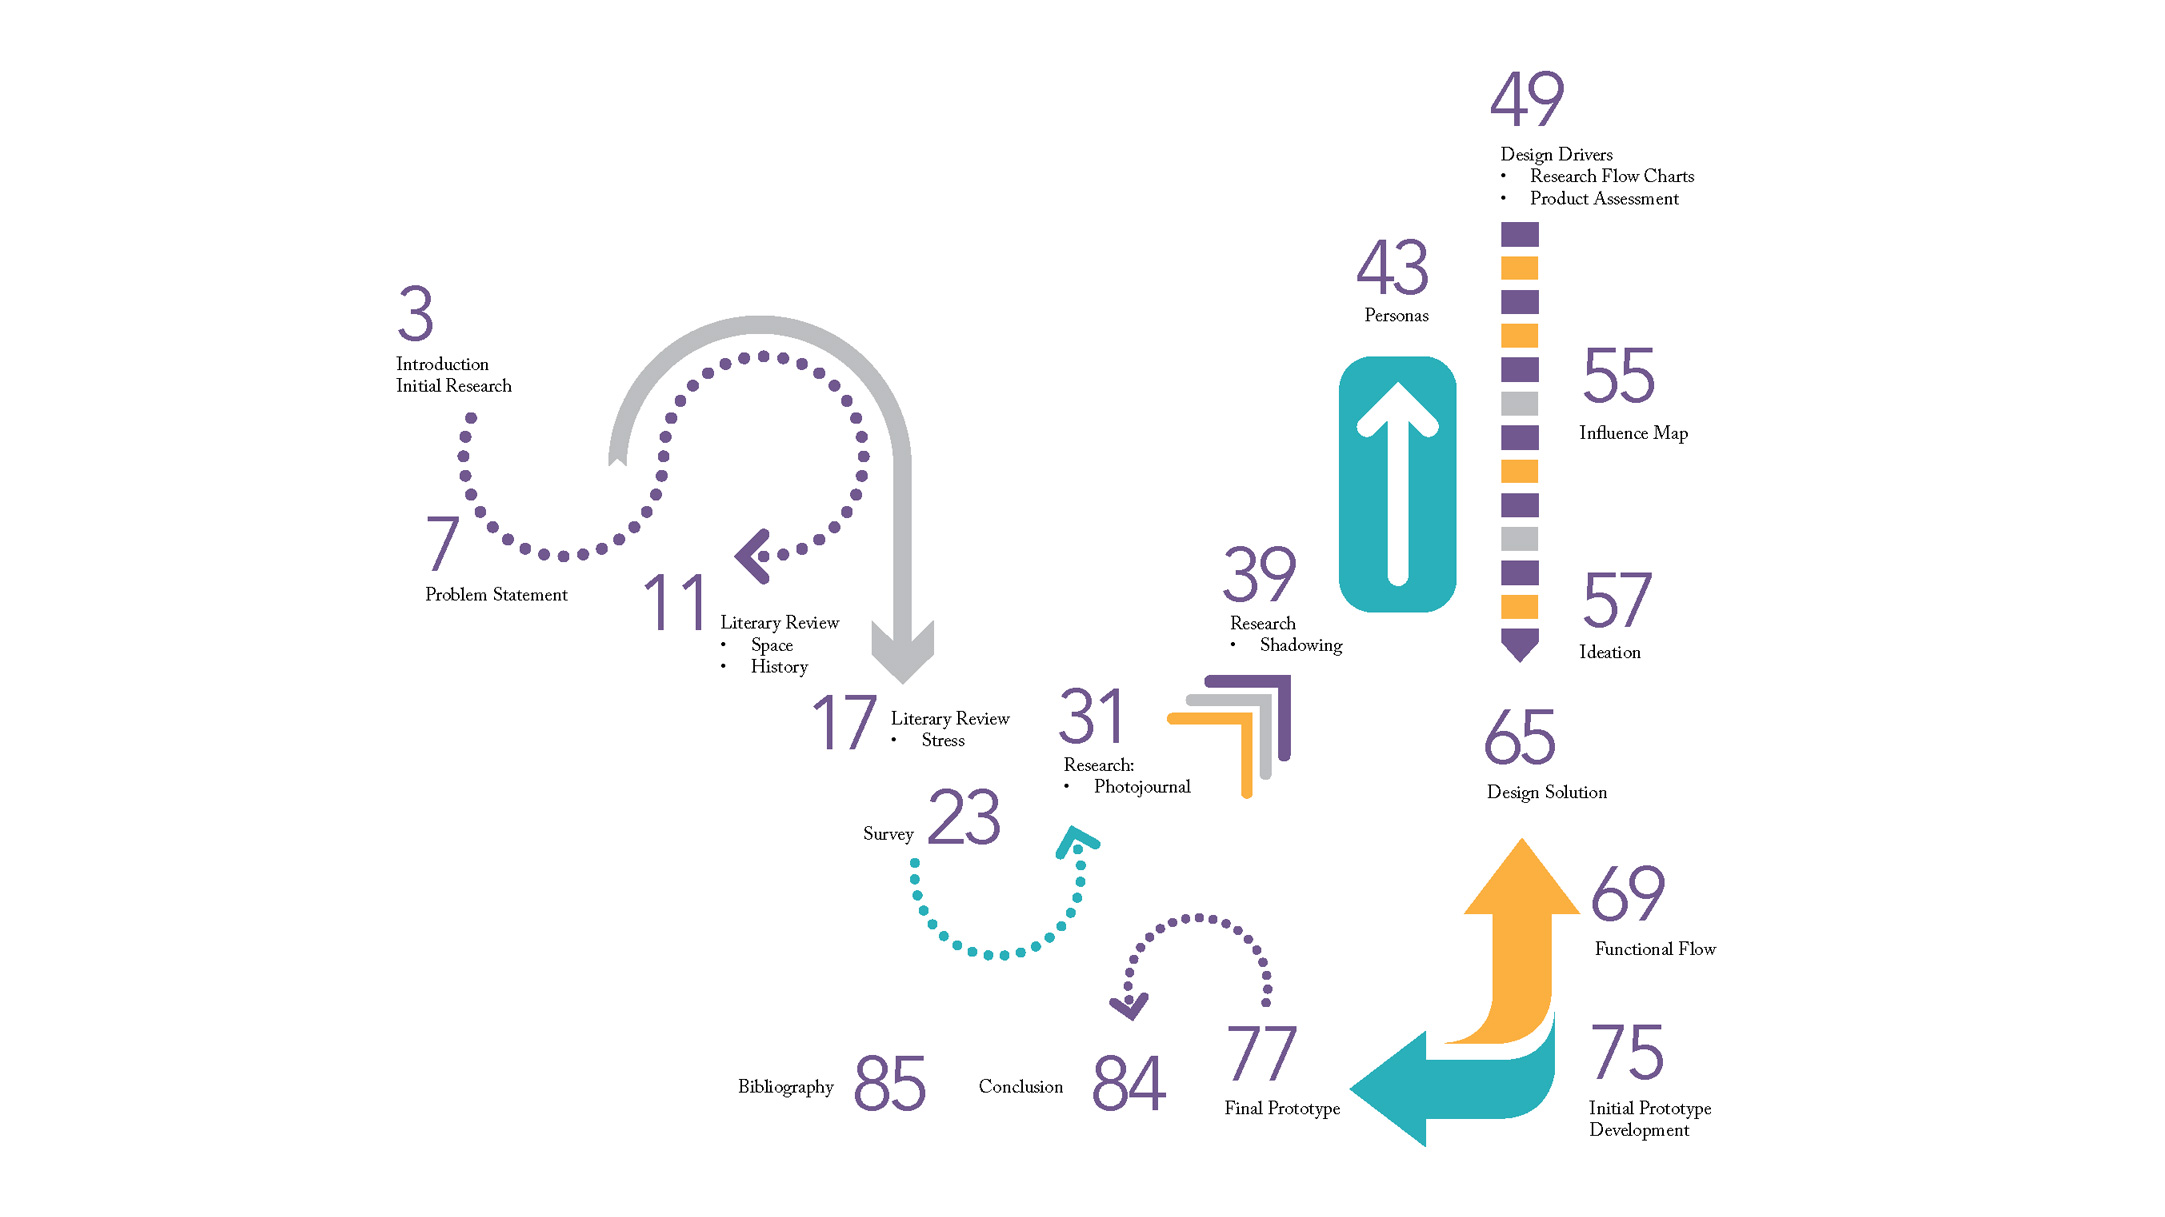 3
Introduction
Initial Research
7
Problem Statement
11
Literary Review
• Space
• History
17
Literary Review
• Stress
Survey 23
31
Research:
• Photojournal
39
Research
• Shadowing
43
Personas
49
Design Drivers
• Research Flow Charts
• Product Assessment
55
Influence Map
57
Ideation
65
Design Solution
69
Functional Flow
75
Initial Prototype
Development
77
Final Prototype
Conclusion 84
Bibliography 85